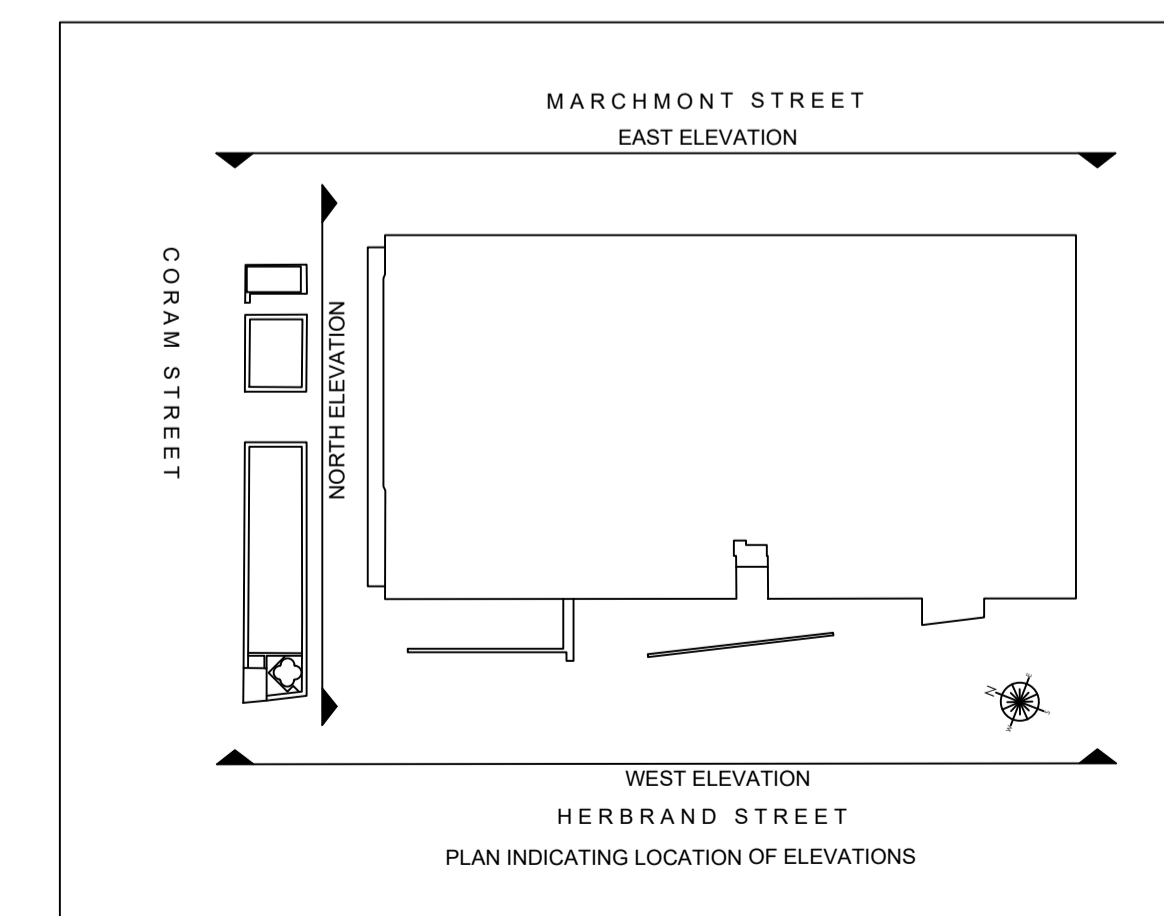 MARCHMONT STREET
EAST ELEVATION
CORAM STREET
NORTH ELEVATION
N
WEST ELEVATION
HERBRAND STREET
PLAN INDICATING LOCATION OF ELEVATIONS